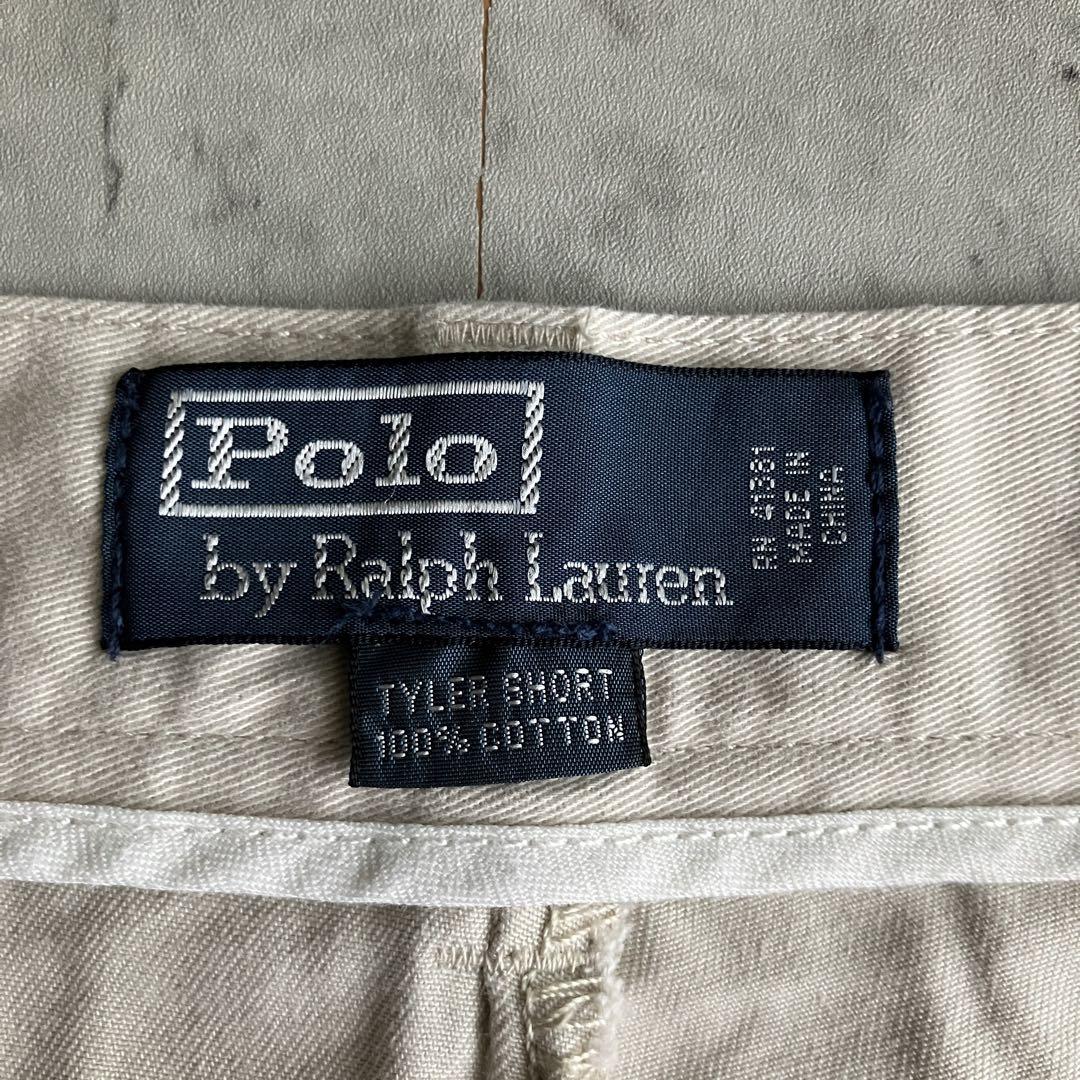 Polo
by Ralph Lauren
RN 41381
MADE IN
CHINA
TYLER SHORT
100% COTTON